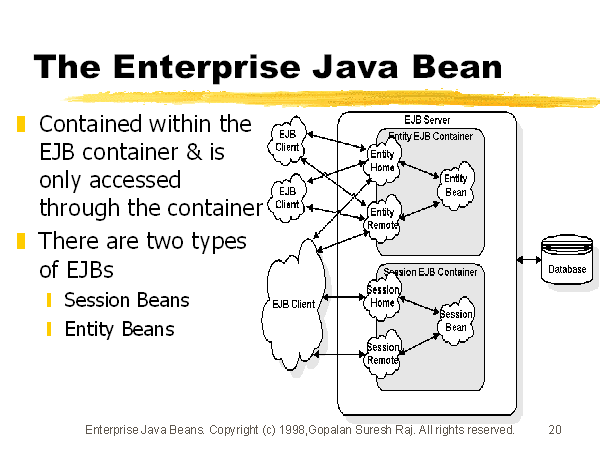 The Enterprise Java Bean
Contained within the
EJB container & is
only accessed
through the container
There are two types
of EJBs
Session Beans
Entity Beans
EJB Server
Entity EJB Container
EJB
Client
Entity
Home
Entity
Bean
EJB
Client
Entity
Remote
Database
Session EJB Container
EJB Client
Session
Home
Session
Bean
Session
Remote
Enterprise Java Beans. Copyright (c) 1998,Gopalan Suresh Raj. All rights reserved.
20